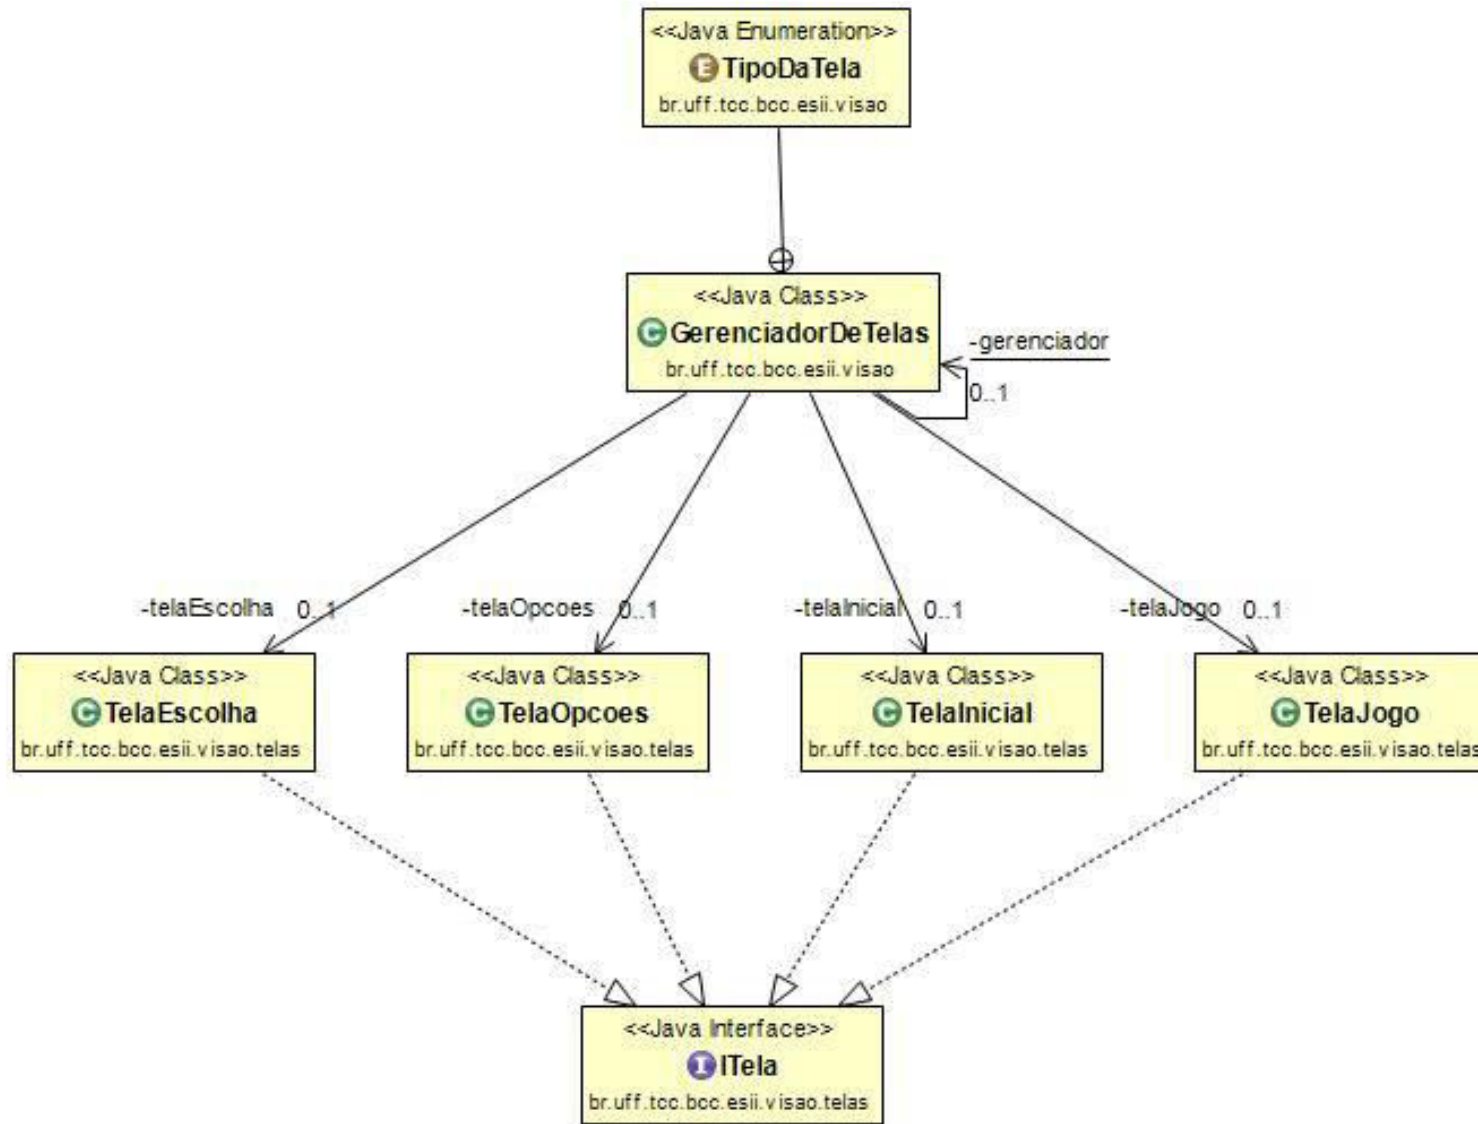 <<Java Enumeration>>
E TipoDaTela
br.uff.tcc.bcc.esii.visao
<<Java Class>>
C GerenciadorDeTelas
br.uff.tcc.bcc.esii.visao
-gerenciador
0..1
-telaEscolha 0..1
-telaOpcoes 0..1
-telaInicial 0..1
-telaJogo 0..1
<<Java Class>>
C TelaEscolha
br.uff.tcc.bcc.esii.visao.telas
<<Java Class>>
C TelaOpcoes
br.uff.tcc.bcc.esii.visao.telas
<<Java Class>>
C TelaInicial
br.uff.tcc.bcc.esii.visao.telas
<<Java Class>>
C TelaJogo
br.uff.tcc.bcc.esii.visao.telas
<<Java Interface>>
I ITela
br.uff.tcc.bcc.esii.visao.telas